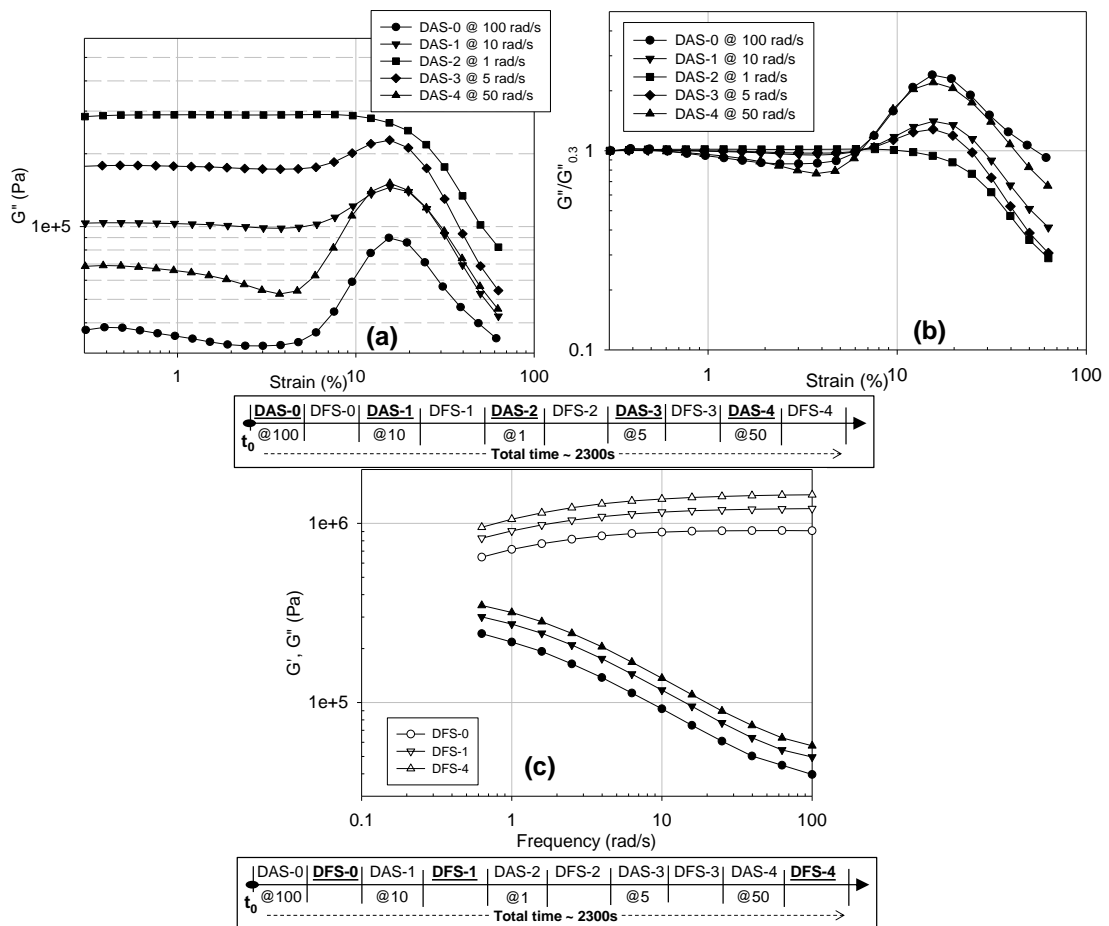 DAS-0 @ 100 rad/s
DAS-1 @ 10 rad/s
DAS-2 @ 1 rad/s
DAS-3 @ 5 rad/s
DAS-4 @ 50 rad/s
G" (Pa)
1e+5
(a)
1 10 100
Strain (%)
DAS-0 @ 100 rad/s
DAS-1 @ 10 rad/s
DAS-2 @ 1 rad/s
DAS-3 @ 5 rad/s
DAS-4 @ 50 rad/s
G"/G"0.3
1
0.1
(b)
1 10 100
Strain (%)
DAS-0 DFS-0 DAS-1 DFS-1 DAS-2 DFS-2 DAS-3 DFS-3 DAS-4 DFS-4
t0 @100 @10 @1 @5 @50
Total time ~ 2300s
G', G" (Pa)
1e+6
1e+5
DFS-0
DFS-1
DFS-4
(c)
0.1 1 10 100
Frequency (rad/s)
DAS-0 DFS-0 DAS-1 DFS-1 DAS-2 DFS-2 DAS-3 DFS-3 DAS-4 DFS-4
t0 @100 @10 @1 @5 @50
Total time ~ 2300s